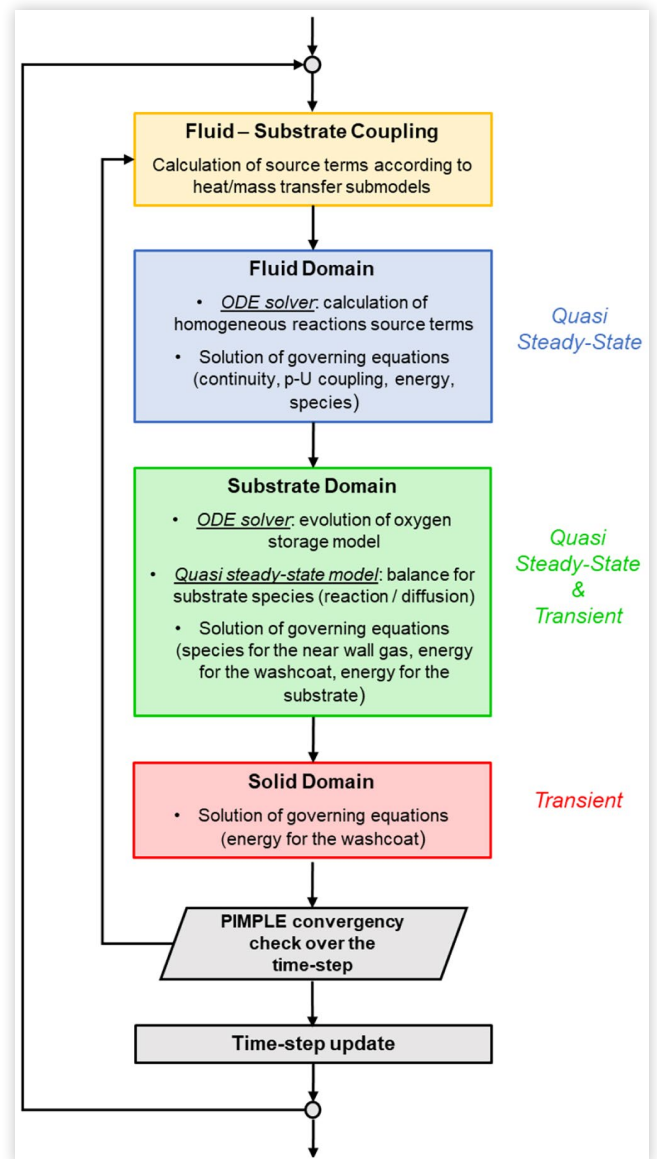 Fluid – Substrate Coupling
Calculation of source terms according to
heat/mass transfer submodels
Fluid Domain
• ODE solver: calculation of
homogeneous reactions source terms
• Solution of governing equations
(continuity, p-U coupling, energy,
species)
Quasi
Steady-State
Substrate Domain
• ODE solver: evolution of oxygen
storage model
• Quasi steady-state model: balance for
substrate species (reaction / diffusion)
• Solution of governing equations
(species for the near wall gas, energy
for the washcoat, energy for the
substrate)
Quasi
Steady-State
&
Transient
Solid Domain
• Solution of governing equations
(energy for the washcoat)
Transient
PIMPLE convergency
check over the
time-step
Time-step update